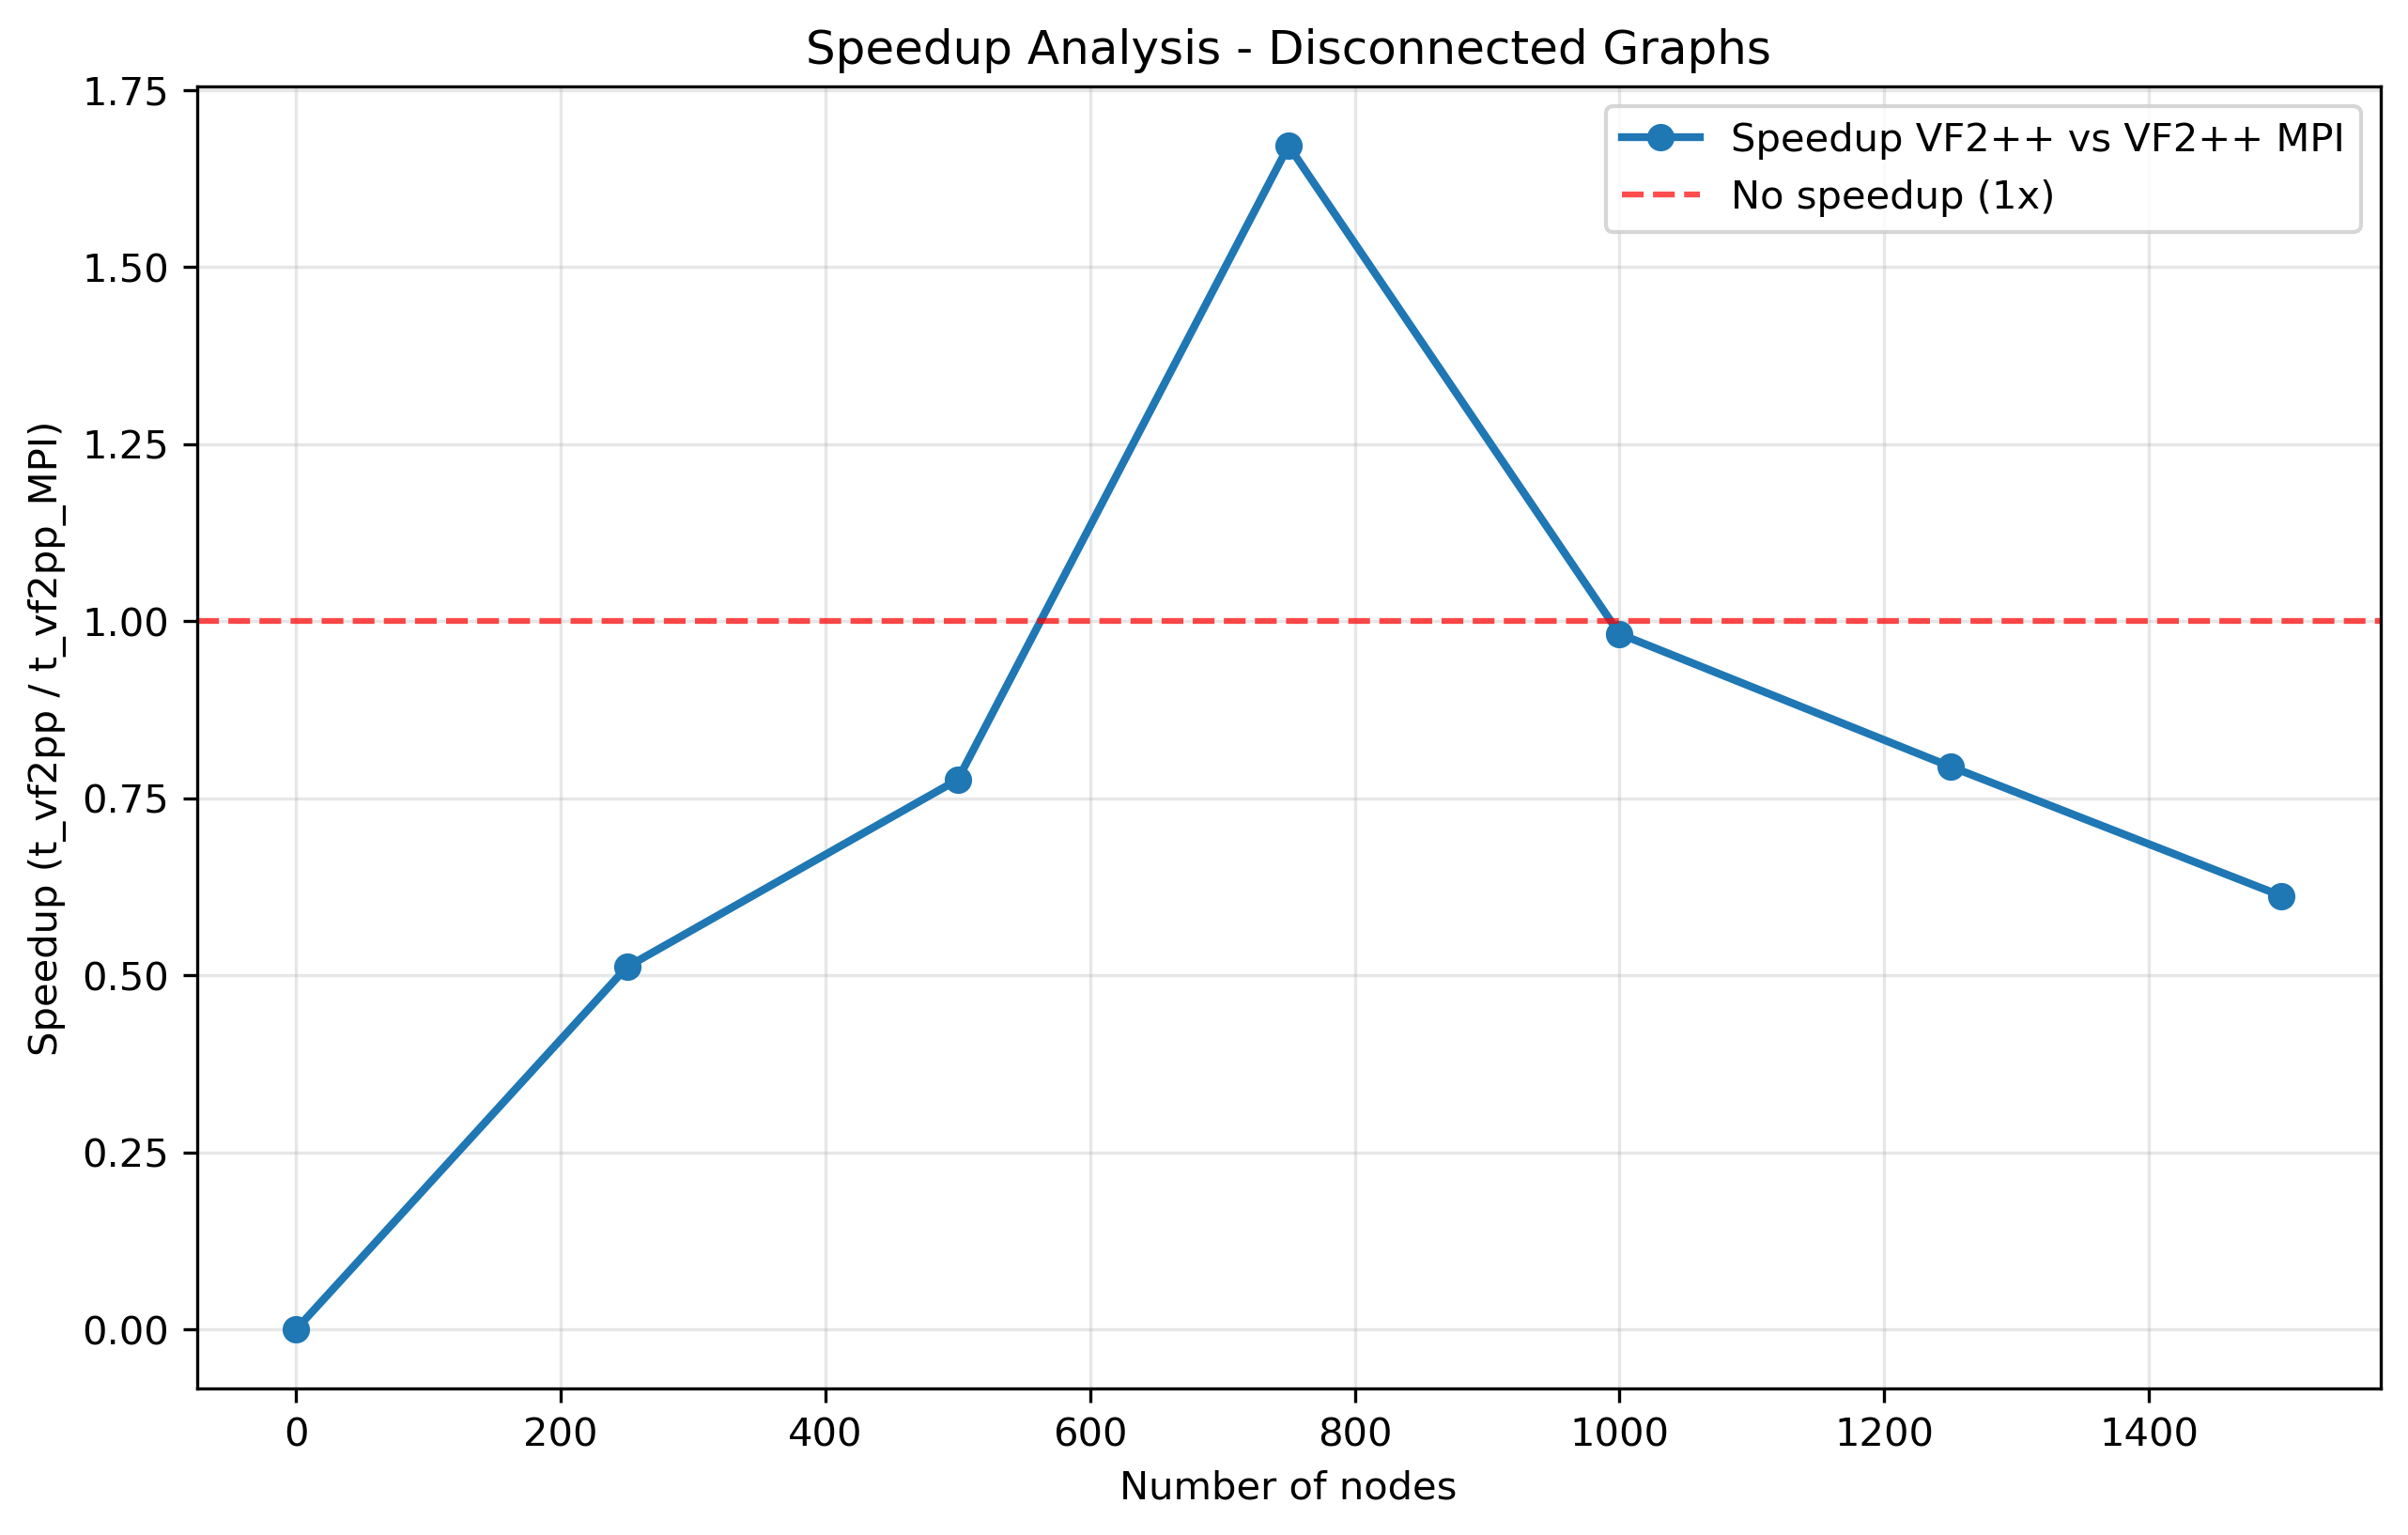 Speedup Analysis - Disconnected Graphs
Speedup (t_vf2pp / t_vf2pp_MPI)
1.75
1.50
1.25
1.00
0.75
0.50
0.25
0.00
Speedup VF2++ vs VF2++ MPI
No speedup (1x)
0 200 400 600 800 1000 1200 1400
Number of nodes